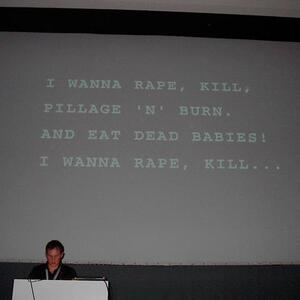 I WANNA RAPE, KILL,
PILLAGE 'N' BURN.
AND EAT DEAD BABIES!
I WANNA RAPE, KILL...